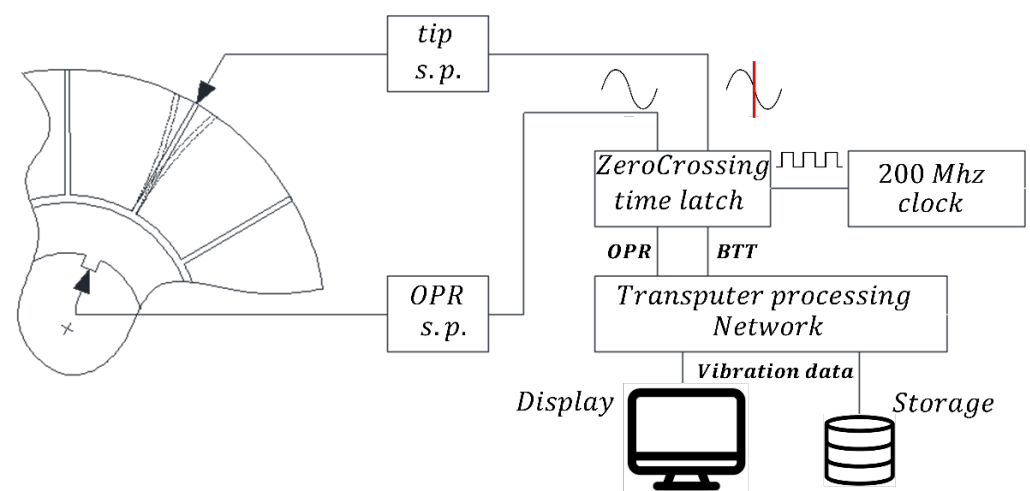 tip
s.p.
ZeroCrossing
time latch
200 Mhz
clock
OPR
BTT
OPR
s.p.
Transputer processing
Network
Vibration data
Display
Storage